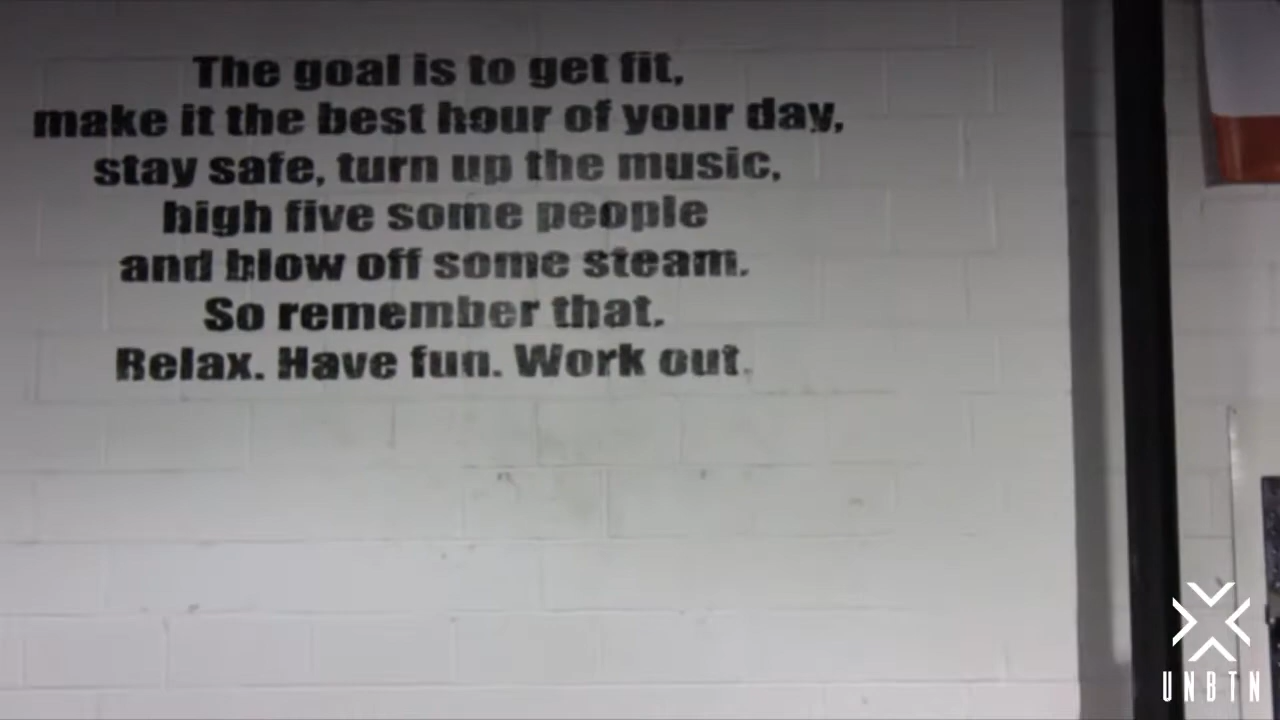 The goal is to get fit,
make it the best hour of your day,
stay safe, turn up the music,
high five some people
and blow off some steam.
So remember that.
Relax. Have fun. Work out.
UNBTN